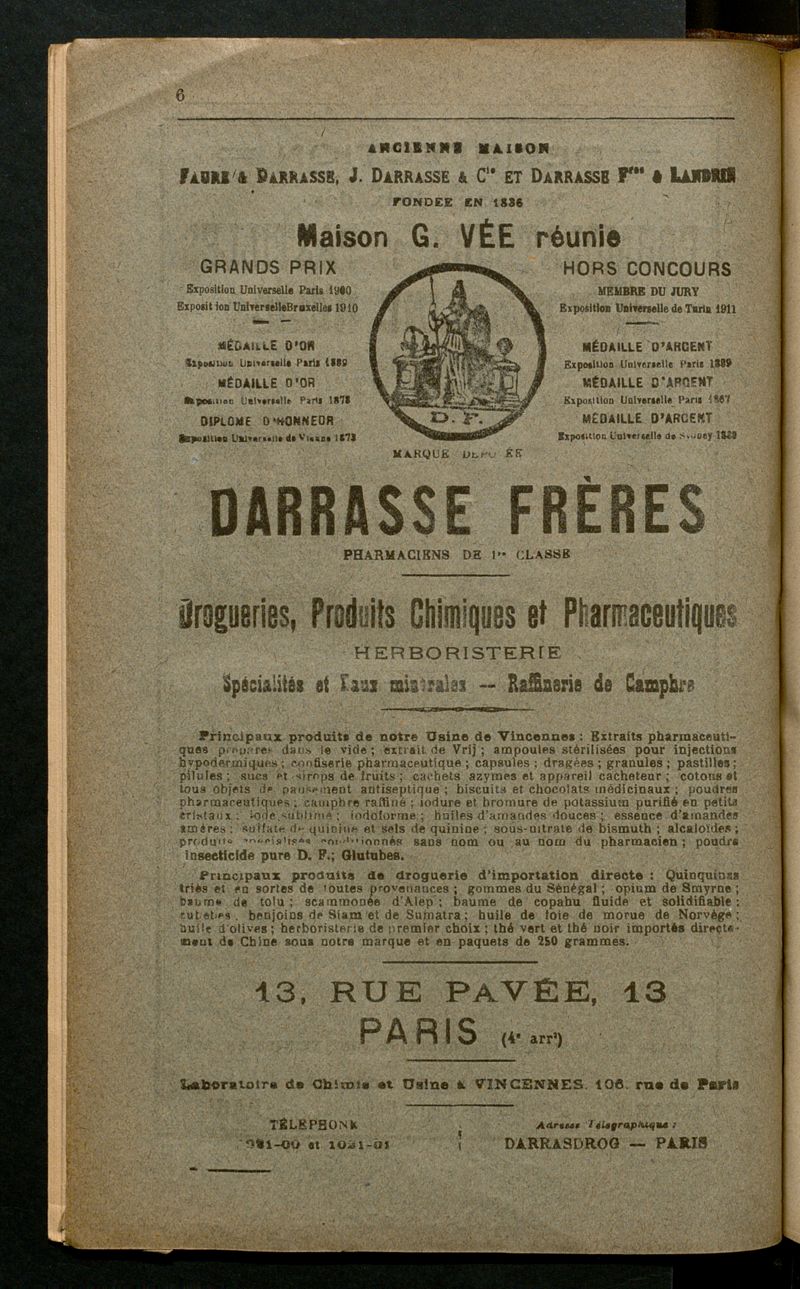 6
ANCIENNE MAISON
FAURE & DARRASSE, J. DARRASSE & Cie ET DARRASSE Fres & LANDRIN
FONDEE EN 1836
Maison G. VÉE réunie
GRANDS PRIX
Exposition Universelle Paris 1900
Exposition Universelle Bruxelles 1910
MÉDAILLE D'OR
Exposition Universelle Paris 1889
MÉDAILLE D'OR
Exposition Universelle Paris 1878
DIPLOME D'HONNEUR
Exposition Universelle de Vienne 1873
D. F.
MARQUE DÉPOSÉE
HORS CONCOURS
MEMBRE DU JURY
Exposition Universelle de Turin 1911
MÉDAILLE D'ARGENT
Exposition Universelle Paris 1889
MÉDAILLE D'ARGENT
Exposition Universelle Paris 1867
MÉDAILLE D'ARGENT
Exposition Universelle de
DARRASSE FRÈRES
PHARMACIENS DE 1re CLASSE
Drogueries, Produits Chimiques et Pharmaceutiques
HERBORISTERIE
Spécialités et Eaux minérales — Raffinerie de Camphre
Principaux produits de notre Usine de Vincennes : Extraits pharmaceuti-
ques préparés dans le vide ; extrait de Vrij ; ampoules stérilisées pour injections
hypodermiques ; confiserie pharmaceutique ; capsules ; dragées ; granules ; pastilles ;
pilules ; sucs et sirops de fruits ; cachets azymes et appareil cacheteur ; cotons et
tous objets de pansement antiseptique ; biscuits et chocolats médicinaux ; poudres
pharmaceutiques ; camphre raffiné ; iodure et bromure de potassium purifié en petits
cristaux ; iode sublimé ; iodoforme ; huiles d'amandes douces ; essence d'amandes
amères ; sulfate de quinine et sels de quinine ; sous-nitrate de bismuth ; alcaloïdes ;
produits spécialisés conditionnés sans nom ou au nom du pharmacien ; poudre
insecticide pure D. F.; Glutubes.
Principaux produits de droguerie d'importation directe : Quinquinas
triés et en sortes de toutes provenances ; gommes du Sénégal ; opium de Smyrne ;
baume de tolu ; scammonée d'Alep ; baume de copahu fluide et solidifiable ;
cubèbes ; benjoins de Siam et de Sumatra ; huile de foie de morue de Norvège ;
huile d'olives ; herboristerie de premier choix ; thé vert et thé noir importés directe-
ment de Chine sous notre marque et en paquets de 250 grammes.
13, RUE PAVÉE, 13
PARIS (4e arrt)
Laboratoire de Chimie et Usine à VINCENNES. 106. rue de Paris
TÉLÉPHONE
et 1021-01
Adresse Télégraphique :
DARRASDROG — PARIS